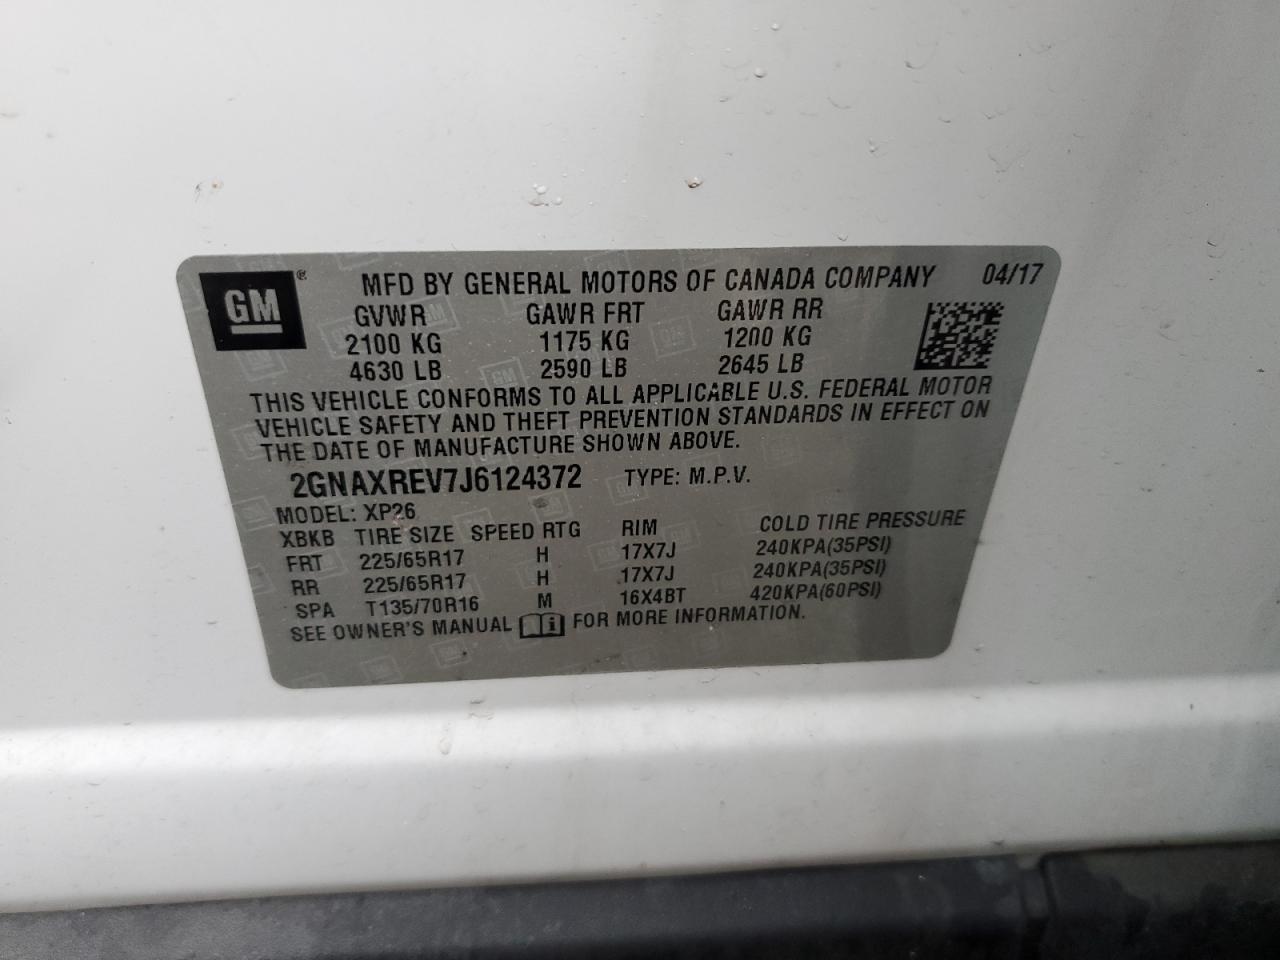 GM® MFD BY GENERAL MOTORS OF CANADA COMPANY 04/17
GVWR GAWR FRT GAWR RR
2100 KG 1175 KG 1200 KG
4630 LB 2590 LB 2645 LB
THIS VEHICLE CONFORMS TO ALL APPLICABLE U.S. FEDERAL MOTOR
VEHICLE SAFETY AND THEFT PREVENTION STANDARDS IN EFFECT ON
THE DATE OF MANUFACTURE SHOWN ABOVE.
2GNAXREV7J6124372 TYPE: M.P.V.
MODEL: XP26
XBKB TIRE SIZE SPEED RTG RIM COLD TIRE PRESSURE
FRT 225/65R17 H 17X7J 240KPA(35PSI)
RR 225/65R17 H 17X7J 240KPA(35PSI)
SPA T135/70R16 M 16X4BT 420KPA(60PSI)
SEE OWNER'S MANUAL i FOR MORE INFORMATION.